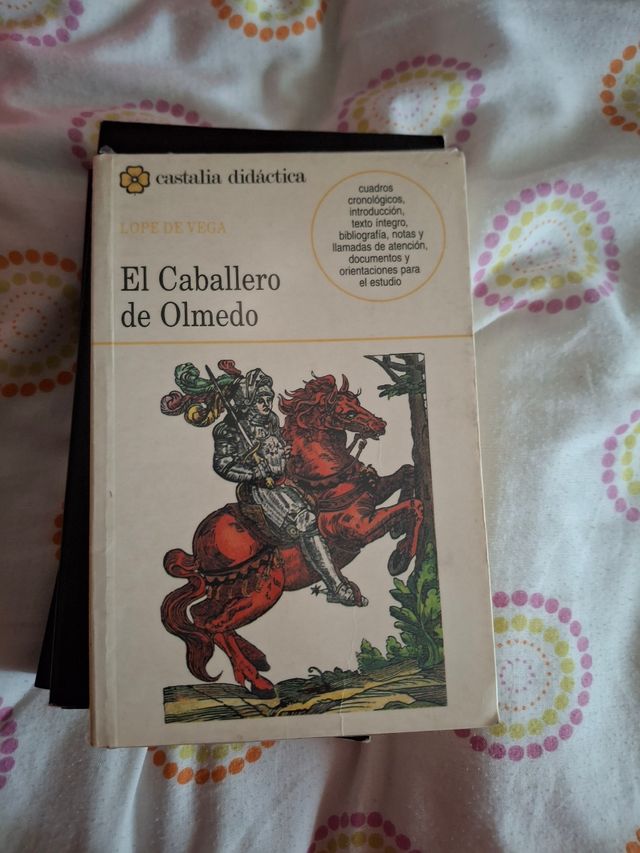 castalia didáctica
LOPE DE VEGA
El Caballero
de Olmedo
cuadros
cronológicos,
introducción,
texto íntegro,
bibliografía, notas y
llamadas de atención,
documentos y
orientaciones para
el estudio